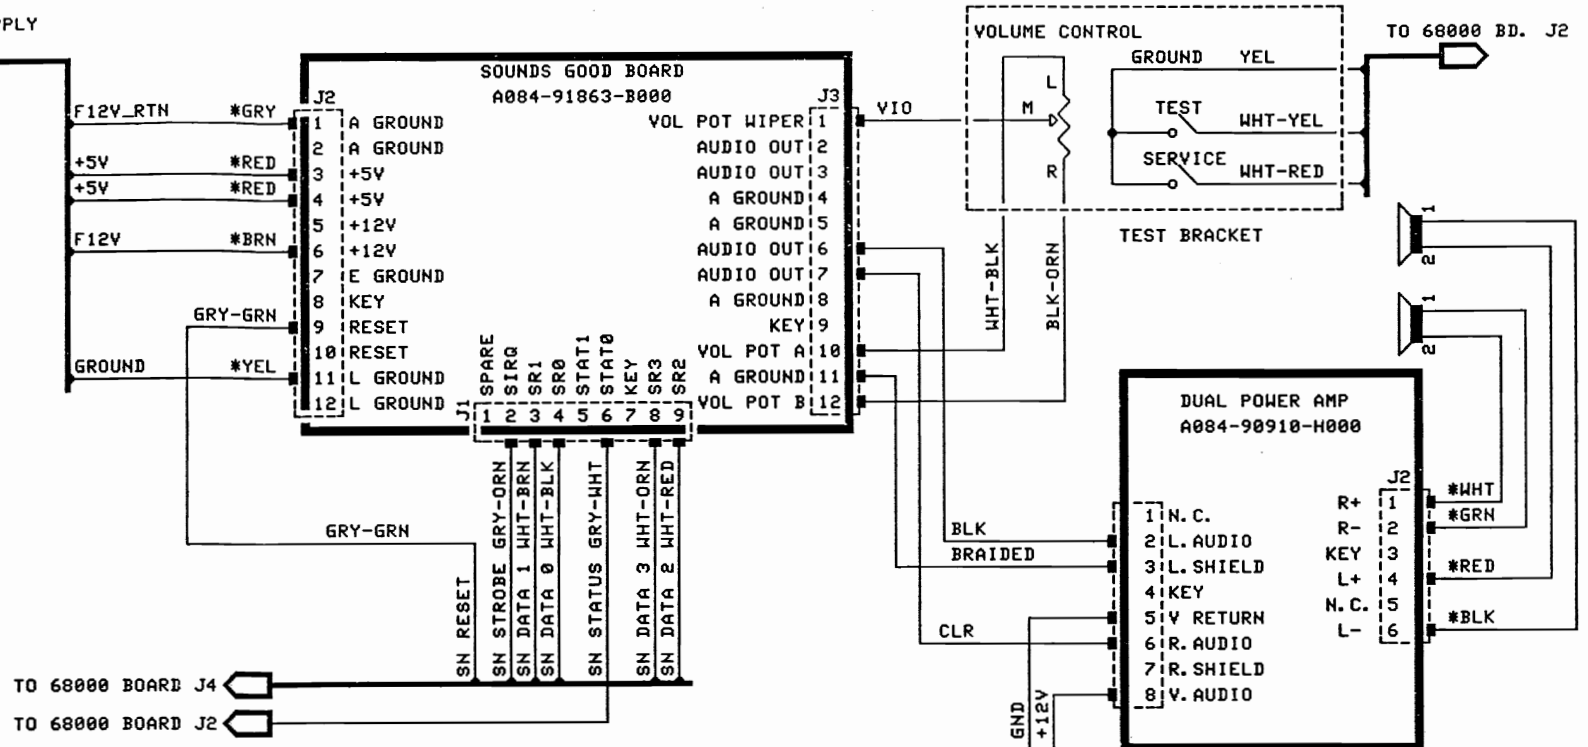 PPLY
F12V_RTN *GRY
+5V *RED
+5V *RED
F12V *BRN
GRY-GRN
GROUND *YEL
SOUNDS GOOD BOARD
A084-91863-B000
J2
1 A GROUND
2 A GROUND
3 +5V
4 +5V
5 +12V
6 +12V
7 E GROUND
8 KEY
9 RESET
10 RESET
11 L GROUND
12 L GROUND
J3
VOL POT WIPER 1
AUDIO OUT 2
AUDIO OUT 3
A GROUND 4
A GROUND 5
AUDIO OUT 6
AUDIO OUT 7
A GROUND 8
KEY 9
VOL POT A 10
A GROUND 11
VOL POT B 12
J1
SPARE 1
SIRQ 2
SR1 3
SR0 4
STAT1 5
STAT0 6
KEY 7
SR3 8
SR2 9
GRY-GRN
SN RESET
SN STROBE GRY-ORN
SN DATA 1 WHT-BRN
SN DATA 0 WHT-BLK
SN STATUS GRY-WHT
SN DATA 3 WHT-ORN
SN DATA 2 WHT-RED
TO 68000 BOARD J4
TO 68000 BOARD J2
VIO
VOLUME CONTROL
L
M
R
WHT-BLK
BLK-ORN
GROUND YEL
TEST WHT-YEL
SERVICE WHT-RED
TEST BRACKET
TO 68000 BD. J2
1
2
1
2
DUAL POWER AMP
A084-90910-H000
BLK
BRAIDED
CLR
GND
+12V
1 N.C.
2 L.AUDIO
3 L.SHIELD
4 KEY
5 V RETURN
6 R.AUDIO
7 R.SHIELD
8 V.AUDIO
J2
R+ 1 *WHT
R- 2 *GRN
KEY 3
L+ 4 *RED
N.C. 5
L- 6 *BLK